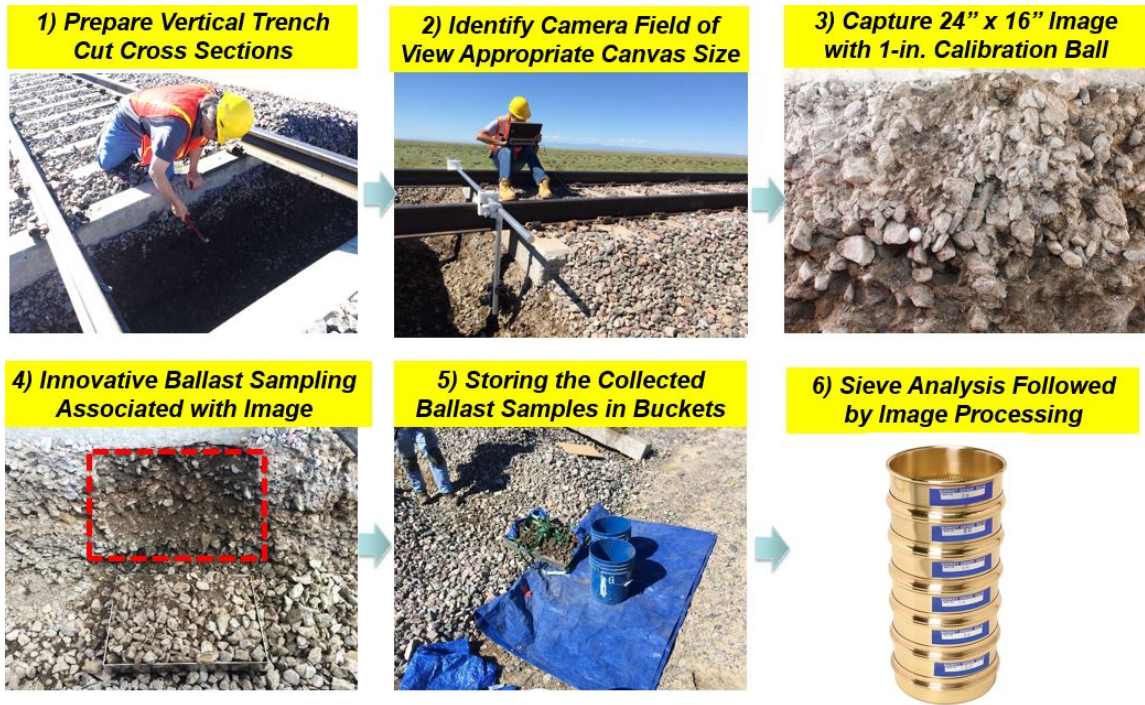 1) Prepare Vertical Trench
Cut Cross Sections
2) Identify Camera Field of
View Appropriate Canvas Size
3) Capture 24” x 16” Image
with 1-in. Calibration Ball
4) Innovative Ballast Sampling
Associated with Image
5) Storing the Collected
Ballast Samples in Buckets
6) Sieve Analysis Followed
by Image Processing